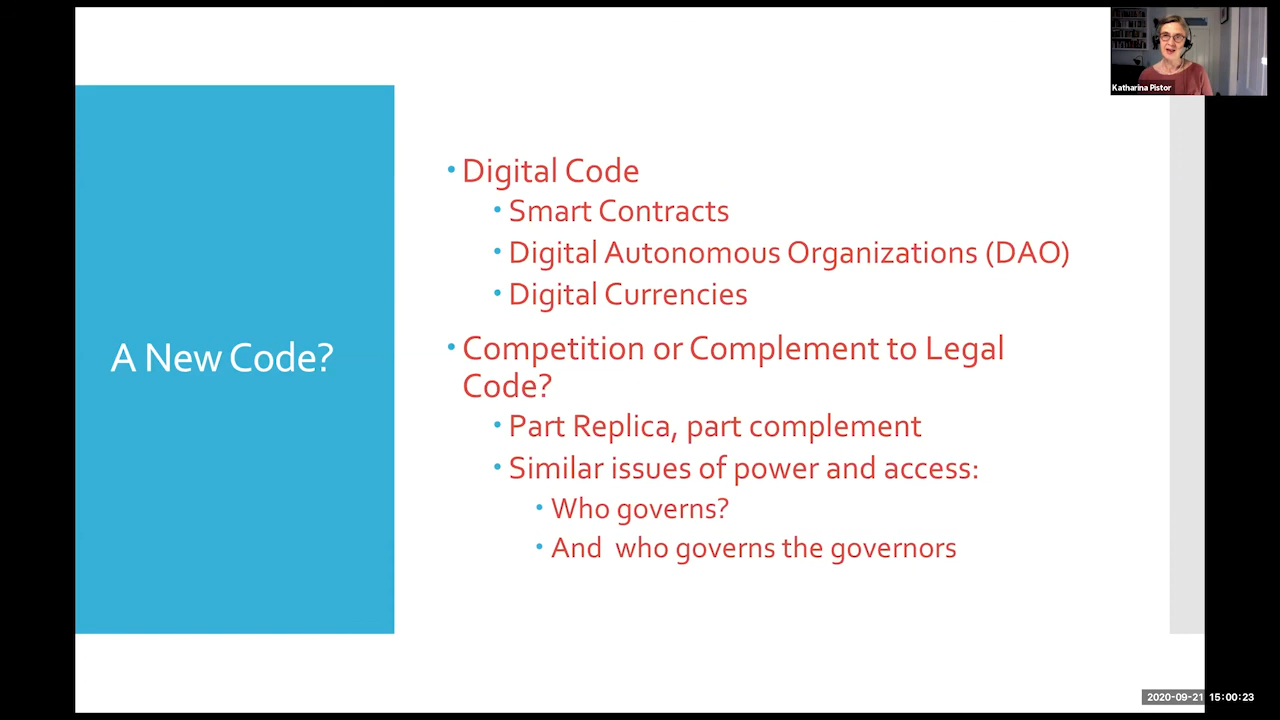 Katharina Pistor
A New Code?
• Digital Code
• Smart Contracts
• Digital Autonomous Organizations (DAO)
• Digital Currencies
• Competition or Complement to Legal
Code?
• Part Replica, part complement
• Similar issues of power and access:
• Who governs?
• And  who governs the governors
2020-09-21 15:00:23